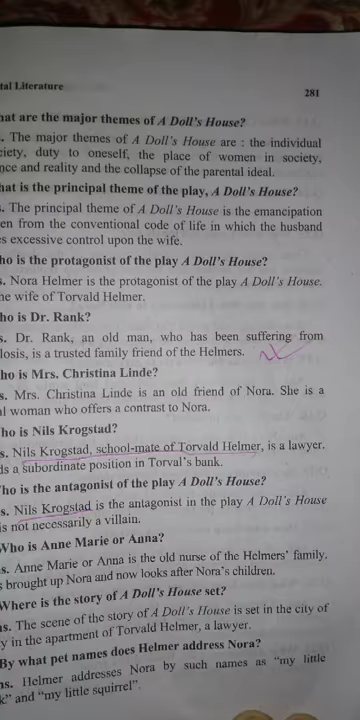 tal Literature
281
hat are the major themes of A Doll's House?
. The major themes of A Doll's House are : the individual
ciety, duty to oneself, the place of women in society,
nce and reality and the collapse of the parental ideal.
hat is the principal theme of the play, A Doll's House?
. The principal theme of A Doll's House is the emancipation
en from the conventional code of life in which the husband
es excessive control upon the wife.
ho is the protagonist of the play A Doll's House?
s. Nora Helmer is the protagonist of the play A Doll's House.
he wife of Torvald Helmer.
ho is Dr. Rank?
s. Dr. Rank, an old man, who has been suffering from
losis, is a trusted family friend of the Helmers.
ho is Mrs. Christina Linde?
s. Mrs. Christina Linde is an old friend of Nora. She is a
al woman who offers a contrast to Nora.
ho is Nils Krogstad?
s. Nils Krogstad, school-mate of Torvald Helmer, is a lawyer.
ds a subordinate position in Torval's bank.
ho is the antagonist of the play A Doll's House?
s. Nils Krogstad is the antagonist in the play A Doll's House
is not necessarily a villain.
Who is Anne Marie or Anna?
s. Anne Marie or Anna is the old nurse of the Helmers' family.
s brought up Nora and now looks after Nora's children.
Where is the story of A Doll's House set?
ns. The scene of the story of A Doll's House is set in the city of
y in the apartment of Torvald Helmer, a lawyer.
By what pet names does Helmer address Nora?
ns. Helmer addresses Nora by such names as "my little
k" and "my little squirrel".